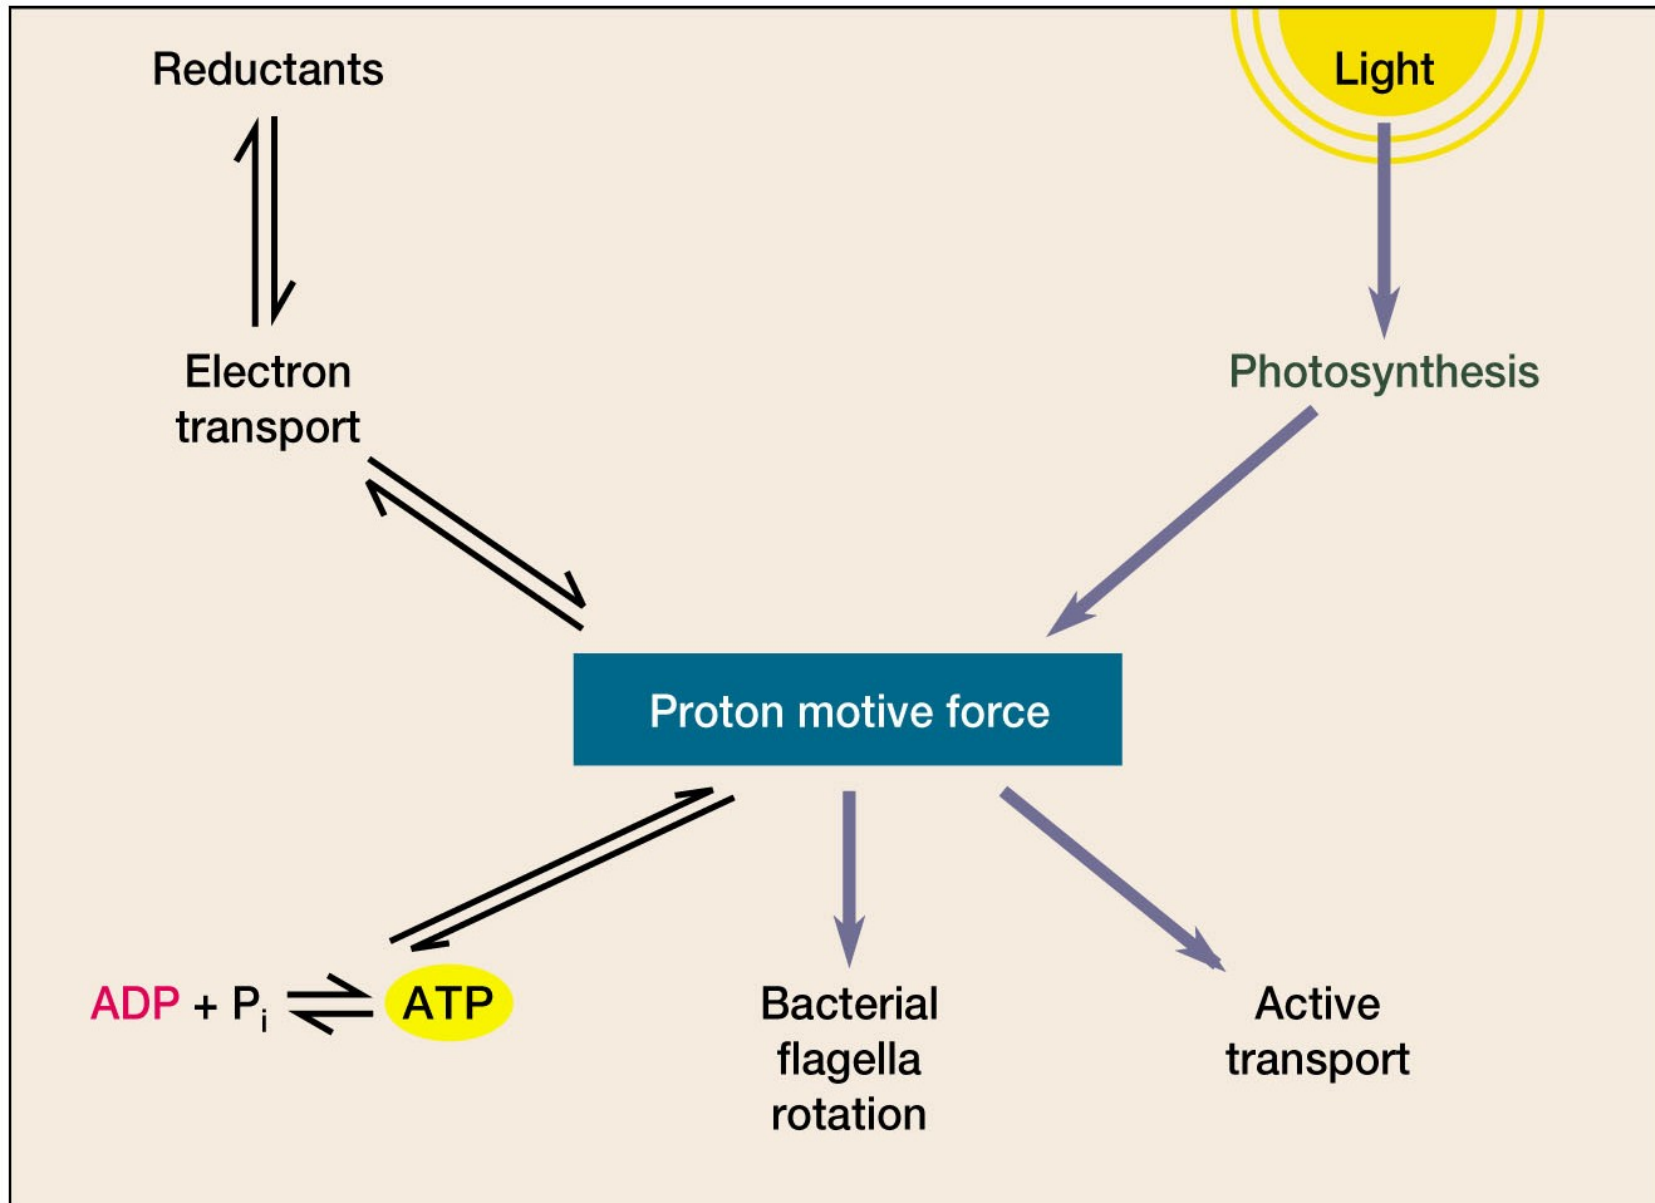 Reductants
Light
Electron
transport
Photosynthesis
Proton motive force
ADP + Pi
ATP
Bacterial
flagella
rotation
Active
transport